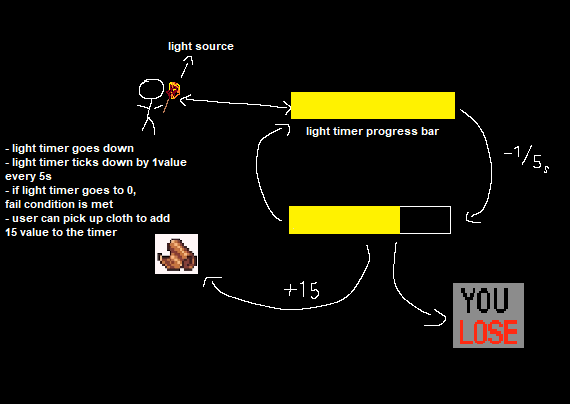 light source
light timer progress bar
- light timer goes down
- light timer ticks down by 1value
every 5s
- if light timer goes to 0,
fail condition is met
- user can pick up cloth to add
15 value to the timer
-1/5s
+15
YOU
LOSE